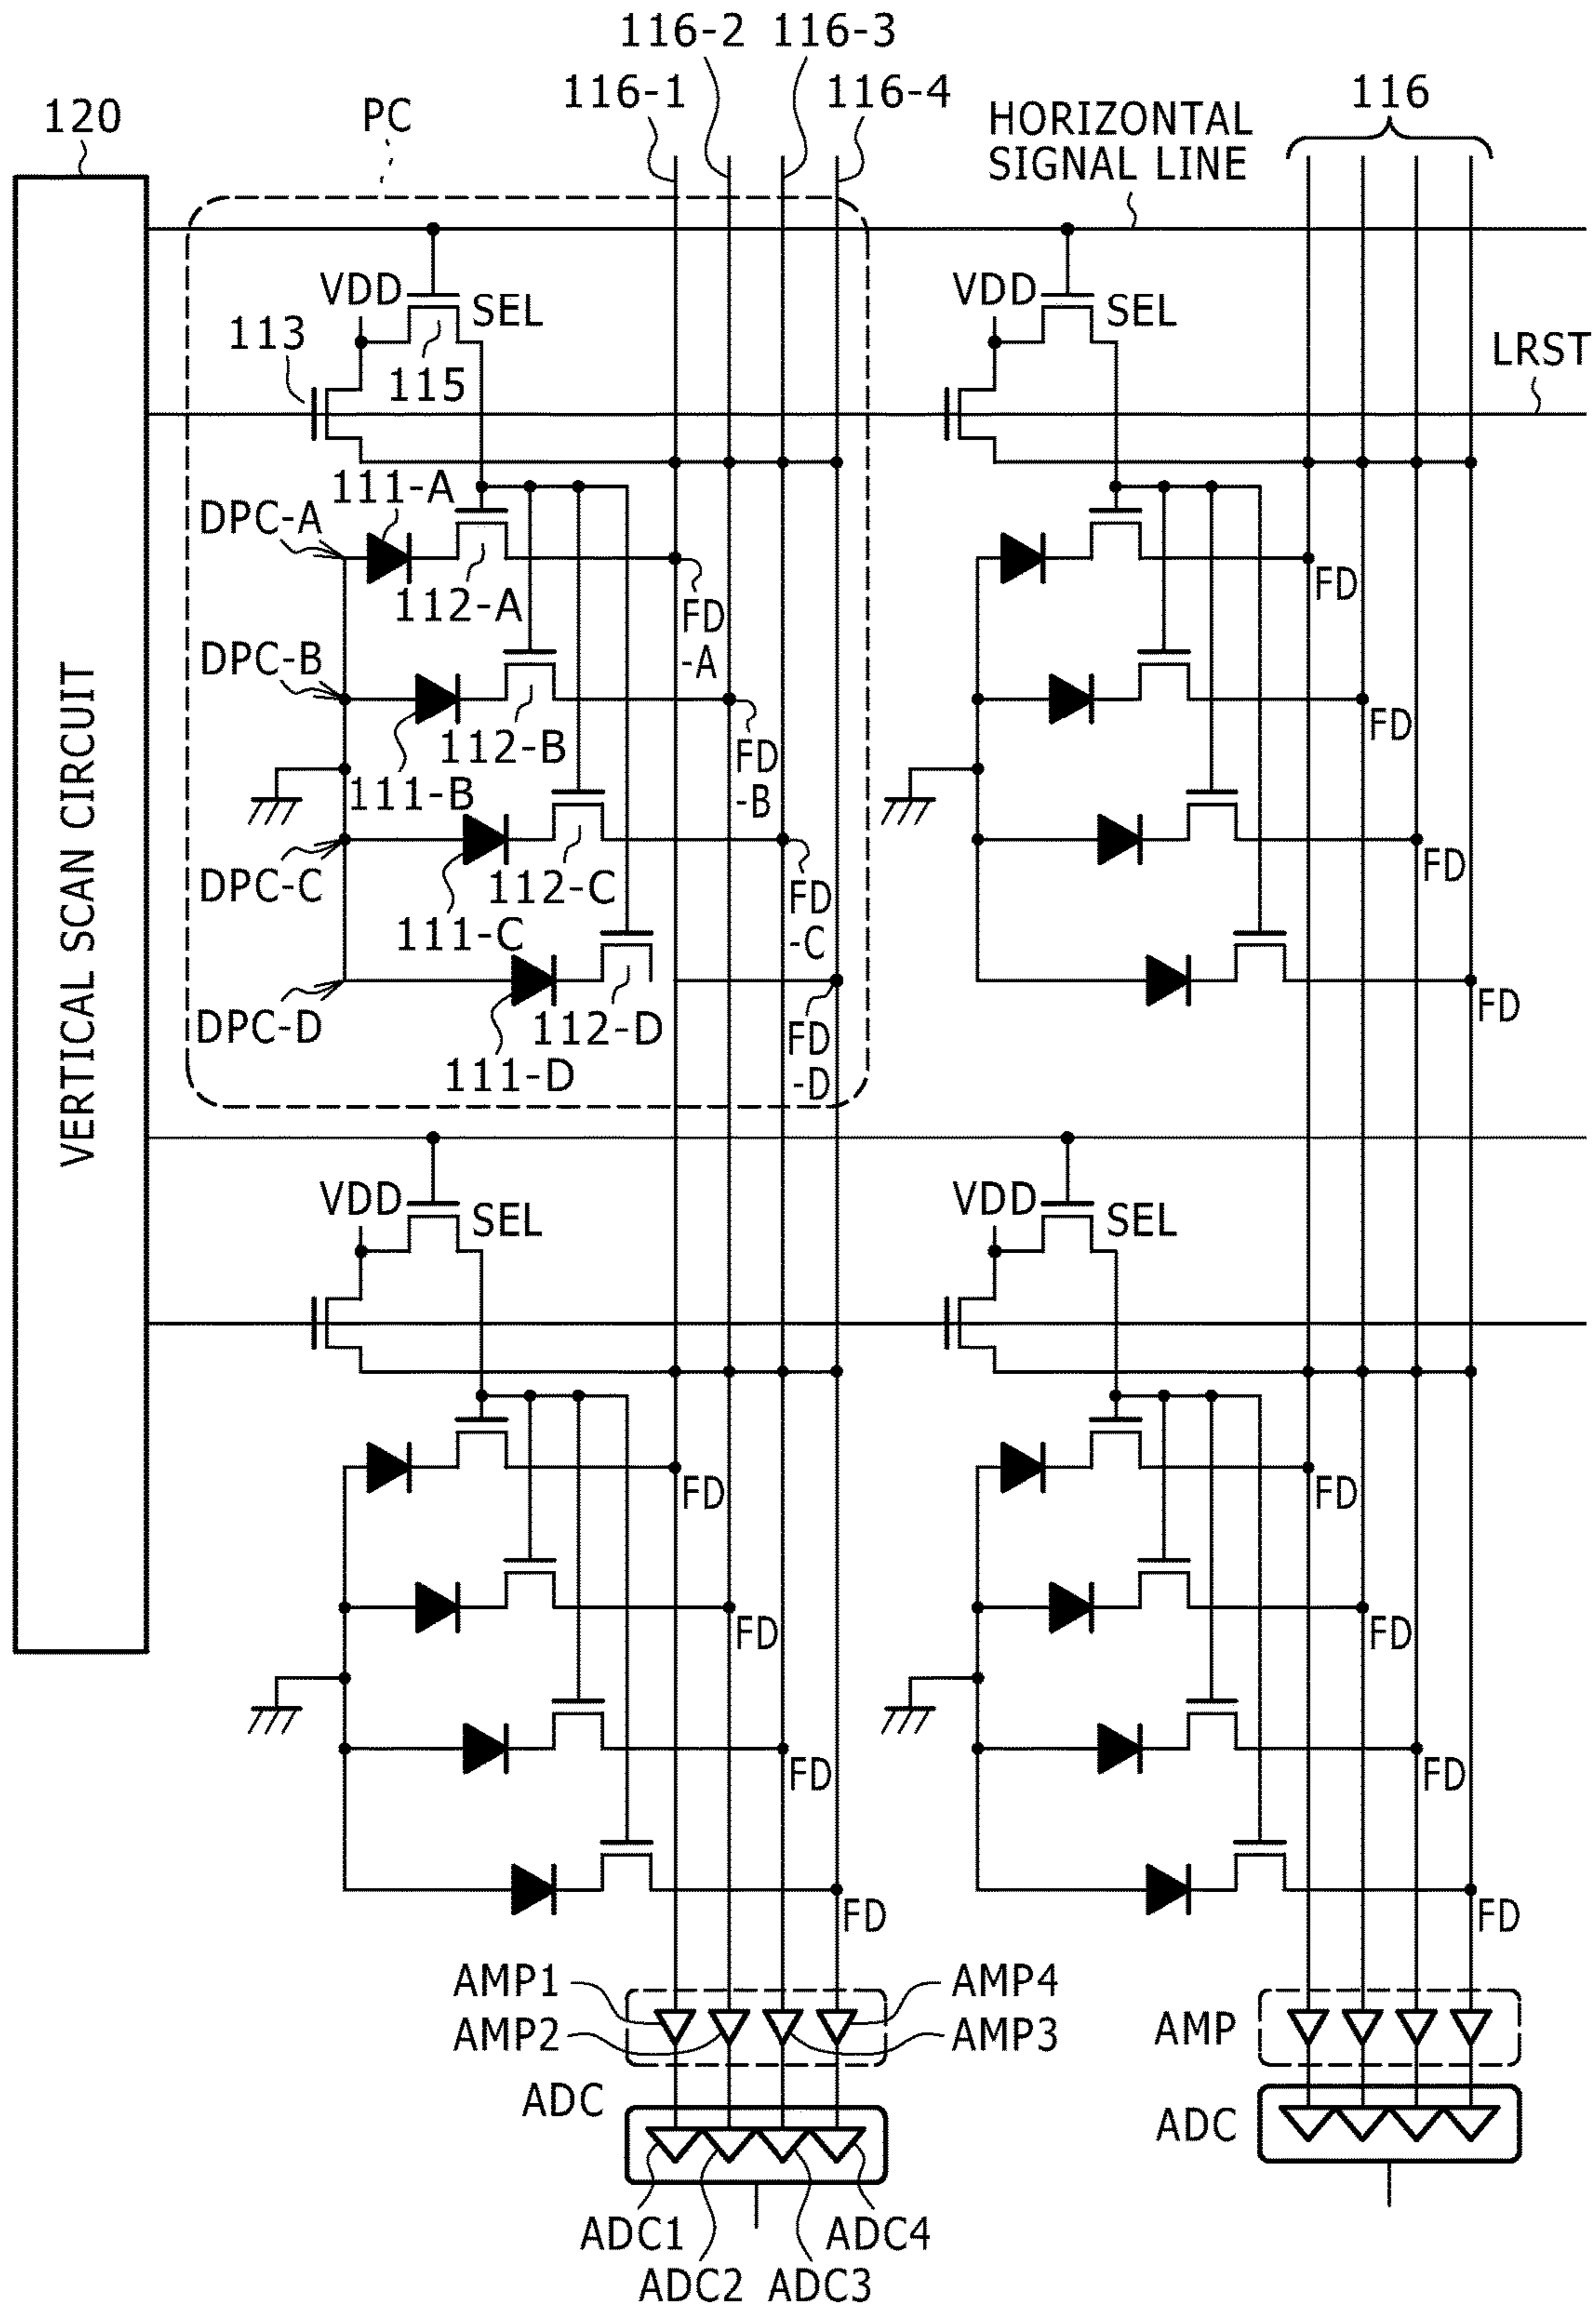 116-2 116-3
116-1
116-4
120
PC
HORIZONTAL
SIGNAL LINE
116
VDD
SEL
VDD
SEL
113
115
LRST
111-A
DPC-A
112-A
FD
-A
FD
DPC-B
112-B
111-B
FD
-B
FD
DPC-C
112-C
111-C
FD
-C
FD
DPC-D
112-D
111-D
FD
-D
FD
VERTICAL SCAN CIRCUIT
VDD
SEL
VDD
SEL
FD
FD
FD
FD
FD
FD
FD
FD
AMP1
AMP4
AMP2
AMP3
AMP
ADC
ADC
ADC1
ADC4
ADC2
ADC3